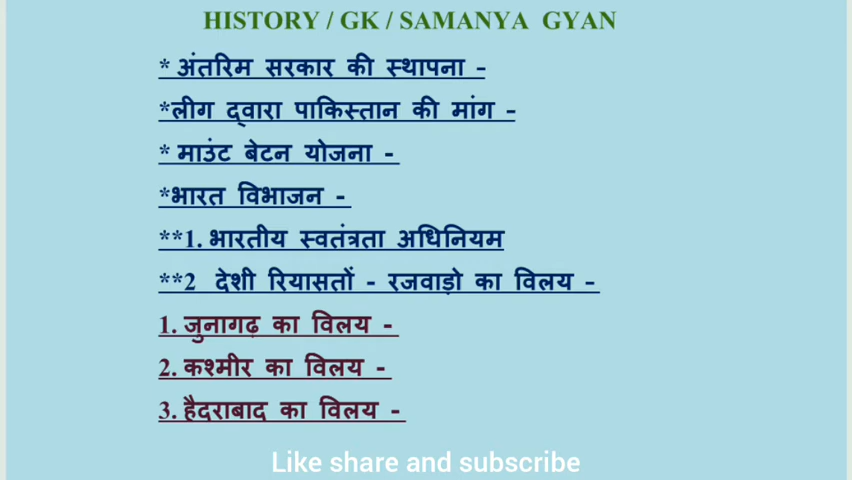 HISTORY / GK / SAMANYA GYAN
* अंतरिम सरकार की स्थापना -
*लीग द्वारा पाकिस्तान की मांग -
* माउंट बेटन योजना -
*भारत विभाजन -
**1. भारतीय स्वतंत्रता अधिनियम
**2 देशी रियासतों - रजवाड़ो का विलय -
1. जुनागढ़ का विलय -
2. कश्मीर का विलय -
3. हैदराबाद का विलय -
Like share and subscribe